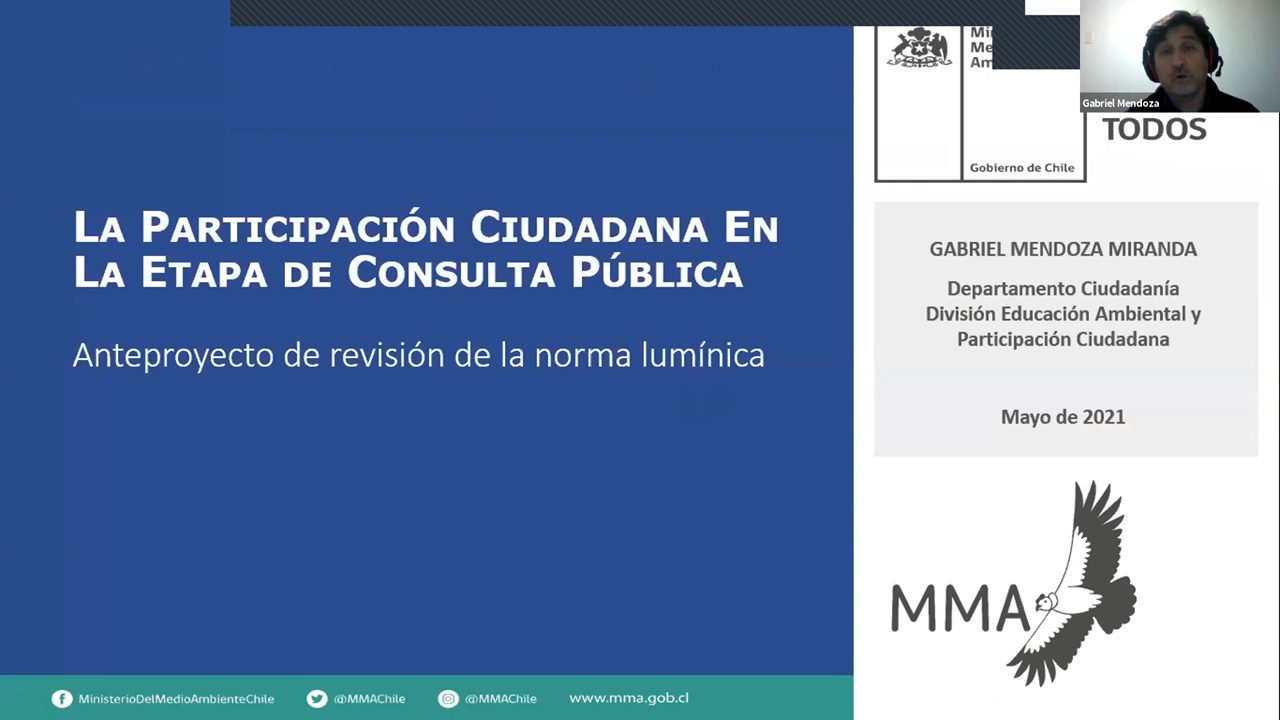 LA PARTICIPACIÓN CIUDADANA EN
LA ETAPA DE CONSULTA PÚBLICA
Anteproyecto de revisión de la norma lumínica
MinisterioDelMedioAmbienteChile
@MMAChile
@MMAChile
www.mma.gob.cl
Gobierno de Chile
TODOS
Gabriel Mendoza
GABRIEL MENDOZA MIRANDA
Departamento Ciudadanía
División Educación Ambiental y
Participación Ciudadana
Mayo de 2021
MMA